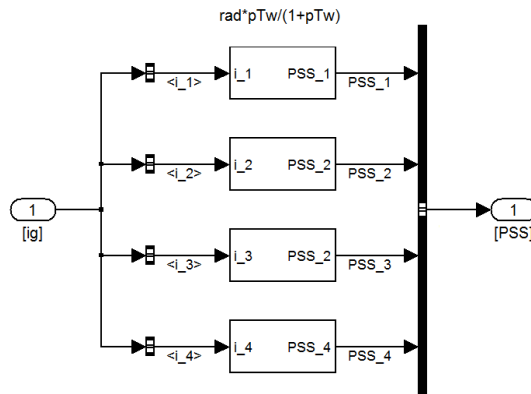 rad*pTw/(1+pTw)
i_1 PSS_1
<i_1> PSS_1
i_2 PSS_2
<i_2> PSS_2
1
[ig]
1
[PSS]
i_3 PSS_2
<i_3> PSS_3
i_4 PSS_4
<i_4> PSS_4